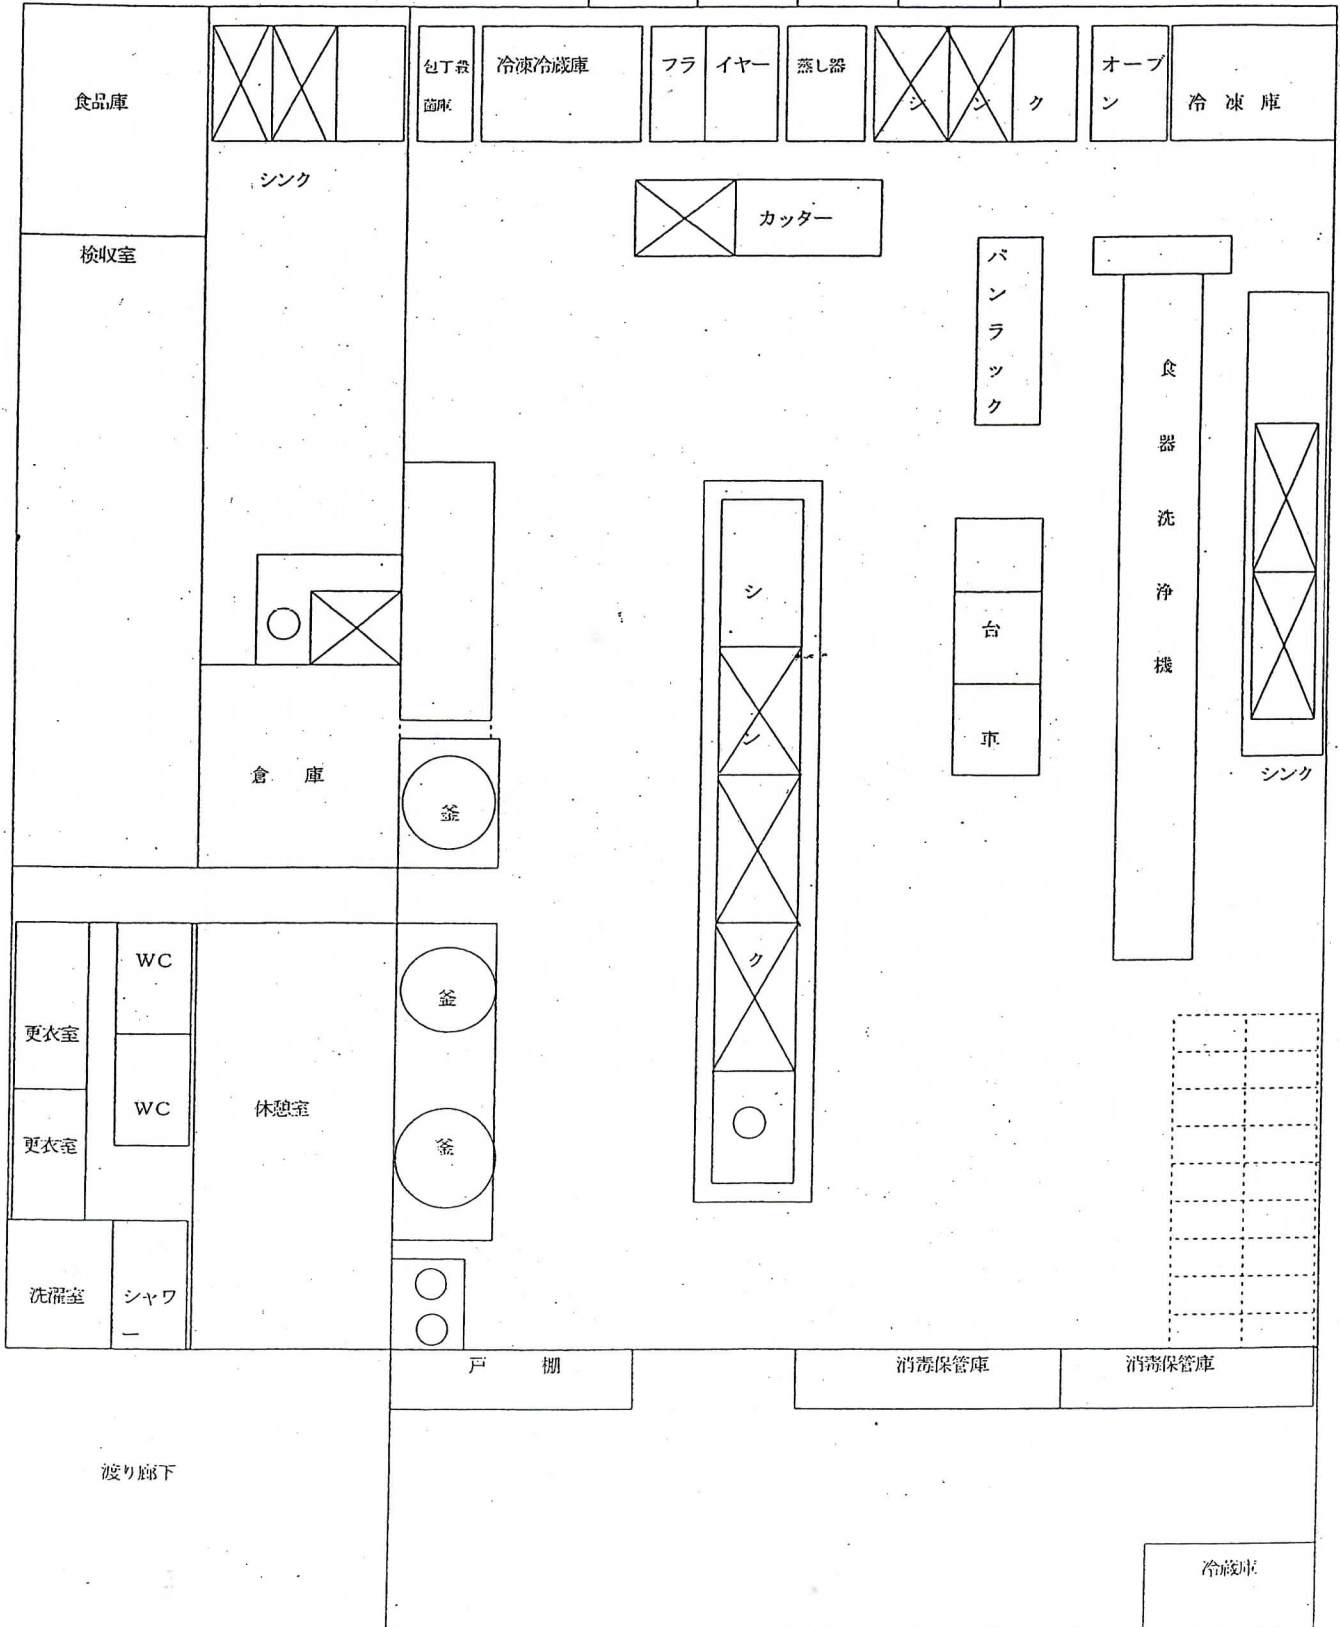 食品庫
包丁殺
菌庫
冷凍冷蔵庫
フラ イヤー
蒸し器
シンク
オーブ
ン
冷凍庫
シンク
カッター
検収室
バンラック
食器洗浄機
シンク
台車
シンク
倉庫
釜
WC
釜
更衣室
WC
休憩室
更衣室
釜
洗濯室
シャワ
ー
戸棚
消毒保管庫
消毒保管庫
渡り廊下
冷蔵庫